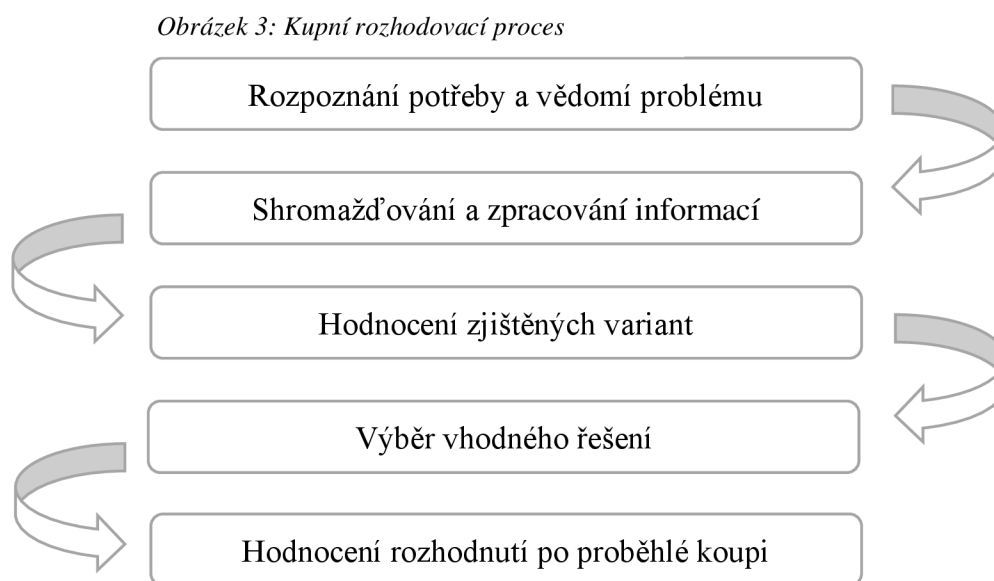 Obrázek 3: Kupní rozhodovací proces
Rozpoznání potřeby a vědomí problému
Shromažďování a zpracování informací
Hodnocení zjištěných variant
Výběr vhodného řešení
Hodnocení rozhodnutí po proběhlé koupi